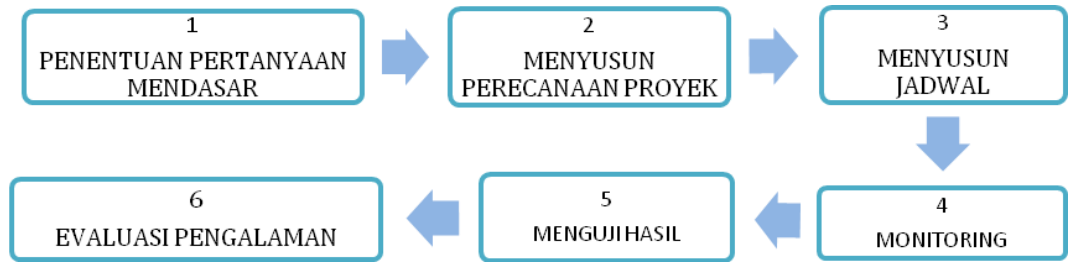 1
PENENTUAN PERTANYAAN
MENDASAR
2
MENYUSUN
PERECANAAN PROYEK
3
MENYUSUN
JADWAL
4
MONITORING
5
MENGUJI HASIL
6
EVALUASI PENGALAMAN